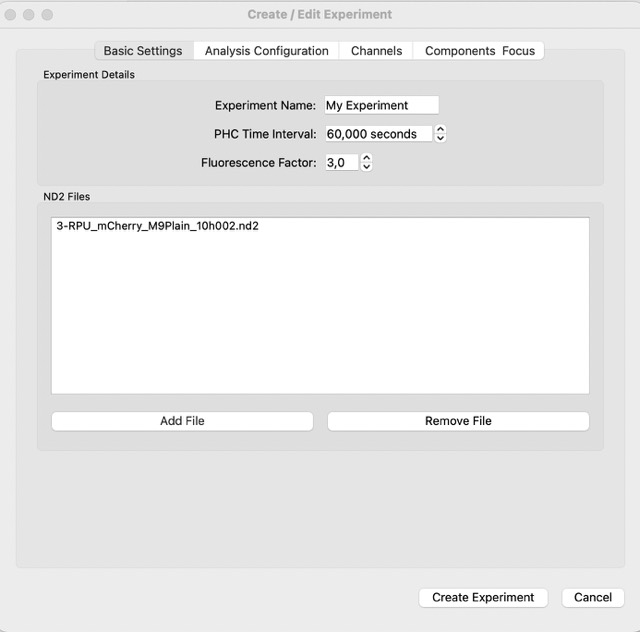 Create / Edit Experiment
Basic Settings Analysis Configuration Channels Components Focus
Experiment Details
Experiment Name: My Experiment
PHC Time Interval: 60,000 seconds
Fluorescence Factor: 3,0
ND2 Files
3-RPU_mCherry_M9Plain_10h002.nd2
Add File Remove File
Create Experiment Cancel